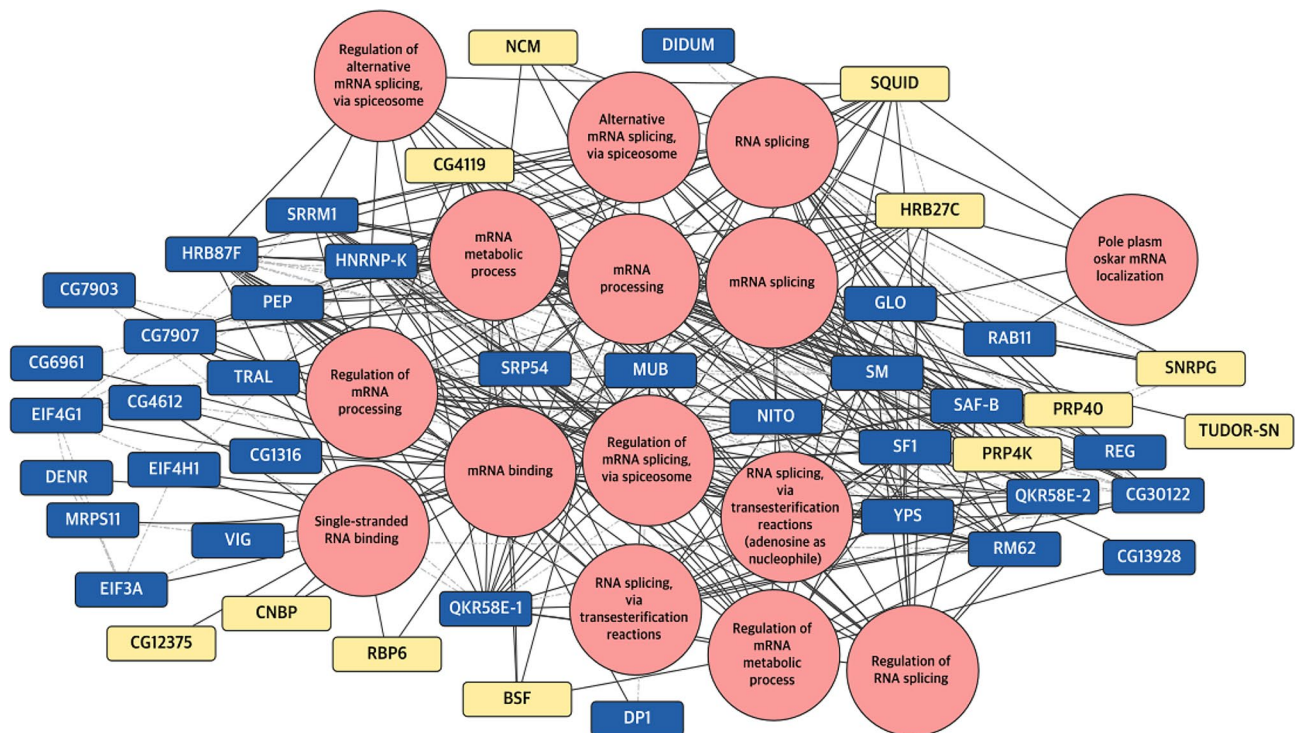 Regulation of
alternative
mRNA splicing,
via spiceosome
NCM
DIDUM
SQUID
Alternative
mRNA splicing,
via spiceosome
RNA splicing
CG4119
SRRM1
HRB27C
HRB87F
HNRNP-K
mRNA
metabolic
process
mRNA
processing
mRNA splicing
Pole plasm
oskar mRNA
localization
CG7903
PEP
GLO
CG7907
RAB11
CG6961
TRAL
Regulation of
mRNA
processing
SRP54
MUB
SM
SNRPG
EIF4G1
CG4612
NITO
SAF-B
PRP40
TUDOR-SN
CG1316
mRNA binding
Regulation of
mRNA splicing,
via spiceosome
SF1
PRP4K
REG
DENR
EIF4H1
RNA splicing,
via
transesterification
reactions
(adenosine as
nucleophile)
QKR58E-2
CG30122
MRPS11
VIG
Single-stranded
RNA binding
YPS
RM62
CG13928
EIF3A
CNBP
QKR58E-1
RNA splicing,
via
transesterification
reactions
CG12375
RBP6
Regulation of
mRNA
metabolic
process
Regulation of
RNA splicing
BSF
DP1